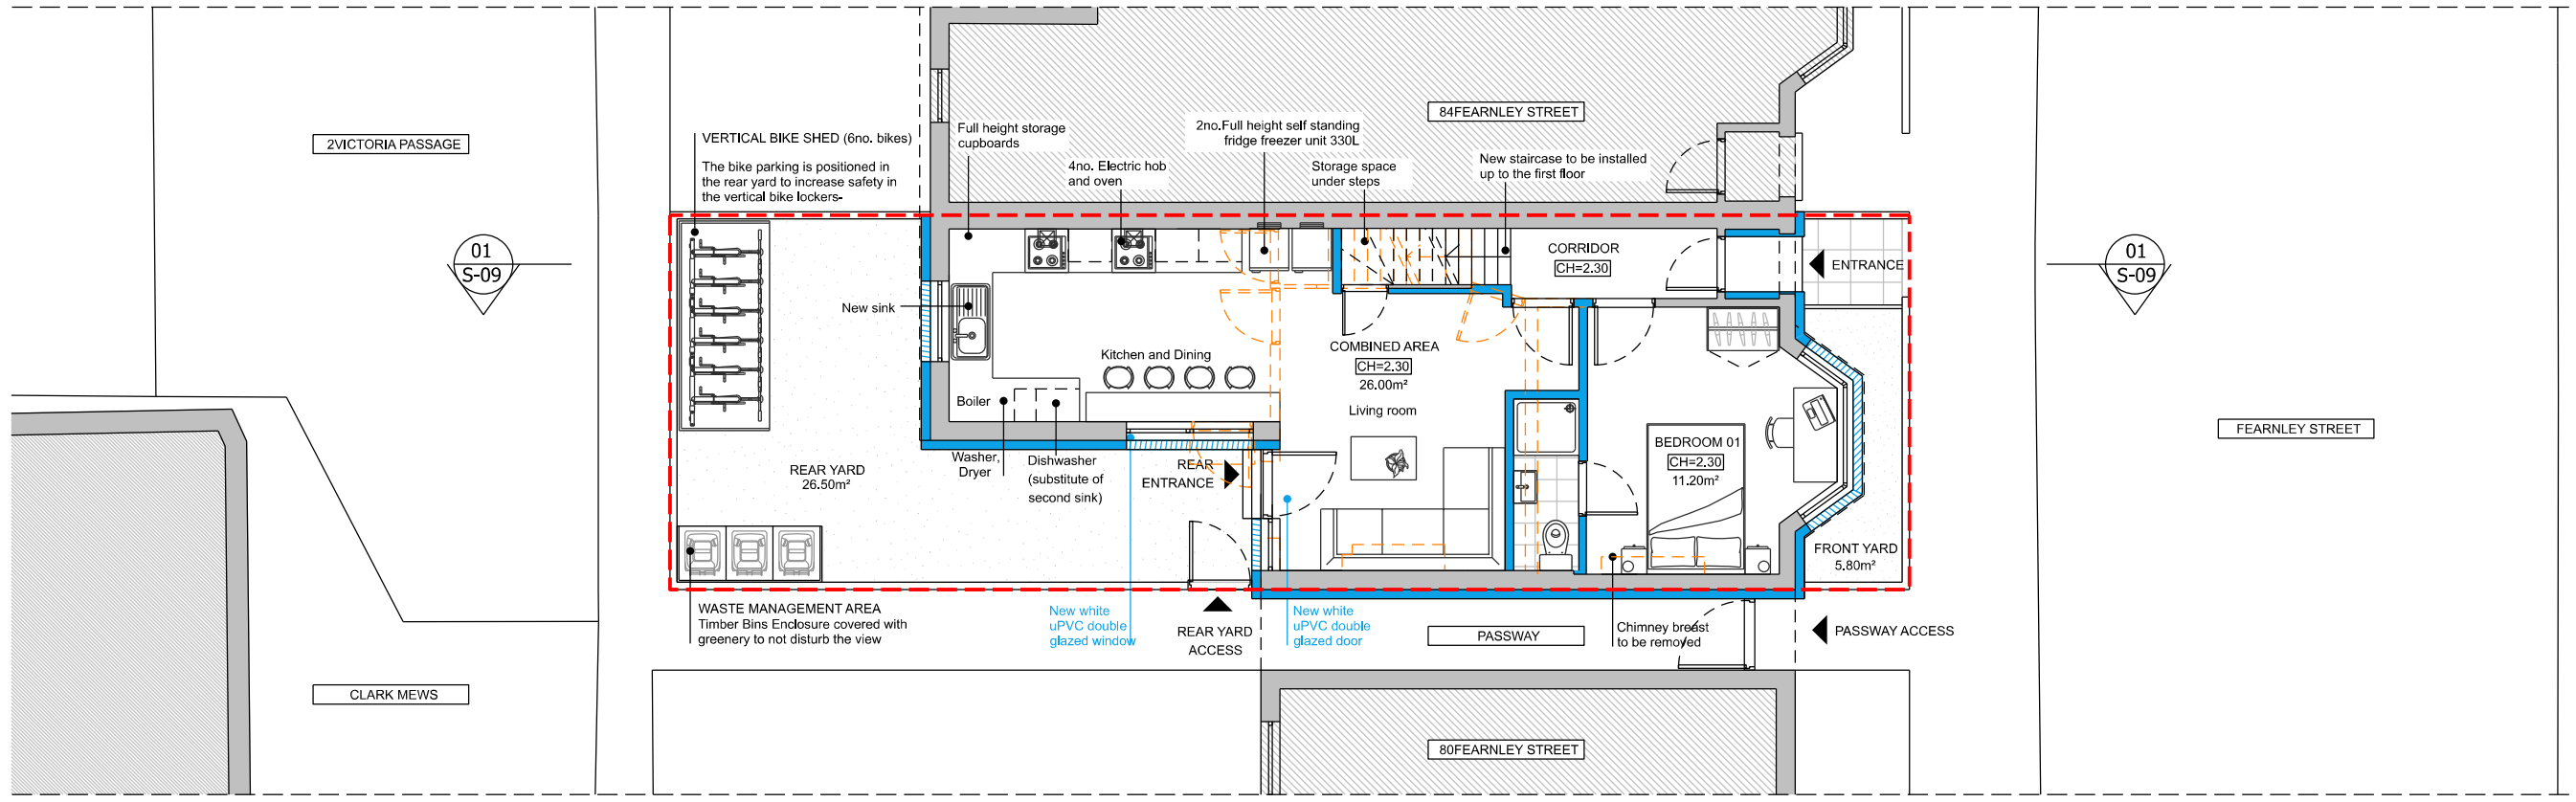 2VICTORIA PASSAGE
01
S-09
CLARK MEWS
VERTICAL BIKE SHED (6no. bikes)
The bike parking is positioned in
the rear yard to increase safety in
the vertical bike lockers-
Full height storage
cupboards
4no. Electric hob
and oven
2no.Full height self standing
fridge freezer unit 330L
Storage space
under steps
New staircase to be installed
up to the first floor
84FEARNLEY STREET
CORRIDOR
CH=2.30
ENTRANCE
01
S-09
New sink
Kitchen and Dining
COMBINED AREA
CH=2.30
26.00m²
Living room
Boiler
Washer,
Dryer
Dishwasher
(substitute of
second sink)
REAR
ENTRANCE
REAR YARD
26.50m²
BEDROOM 01
CH=2.30
11.20m²
FRONT YARD
5.80m²
FEARNLEY STREET
WASTE MANAGEMENT AREA
Timber Bins Enclosure covered with
greenery to not disturb the view
New white
uPVC double
glazed window
REAR YARD
ACCESS
New white
uPVC double
glazed door
PASSWAY
Chimney breast
to be removed
PASSWAY ACCESS
80FEARNLEY STREET